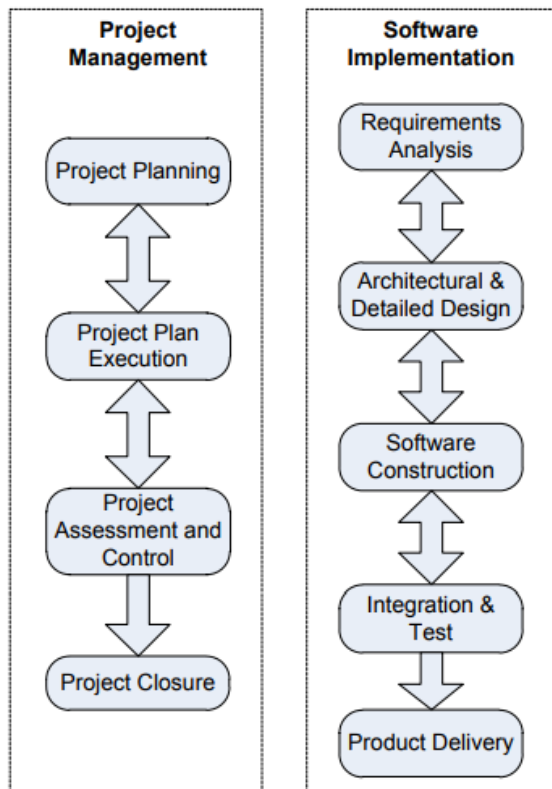 Project
Management
Project Planning
Project Plan
Execution
Project
Assessment and
Control
Project Closure
Software
Implementation
Requirements
Analysis
Architectural &
Detailed Design
Software
Construction
Integration &
Test
Product Delivery